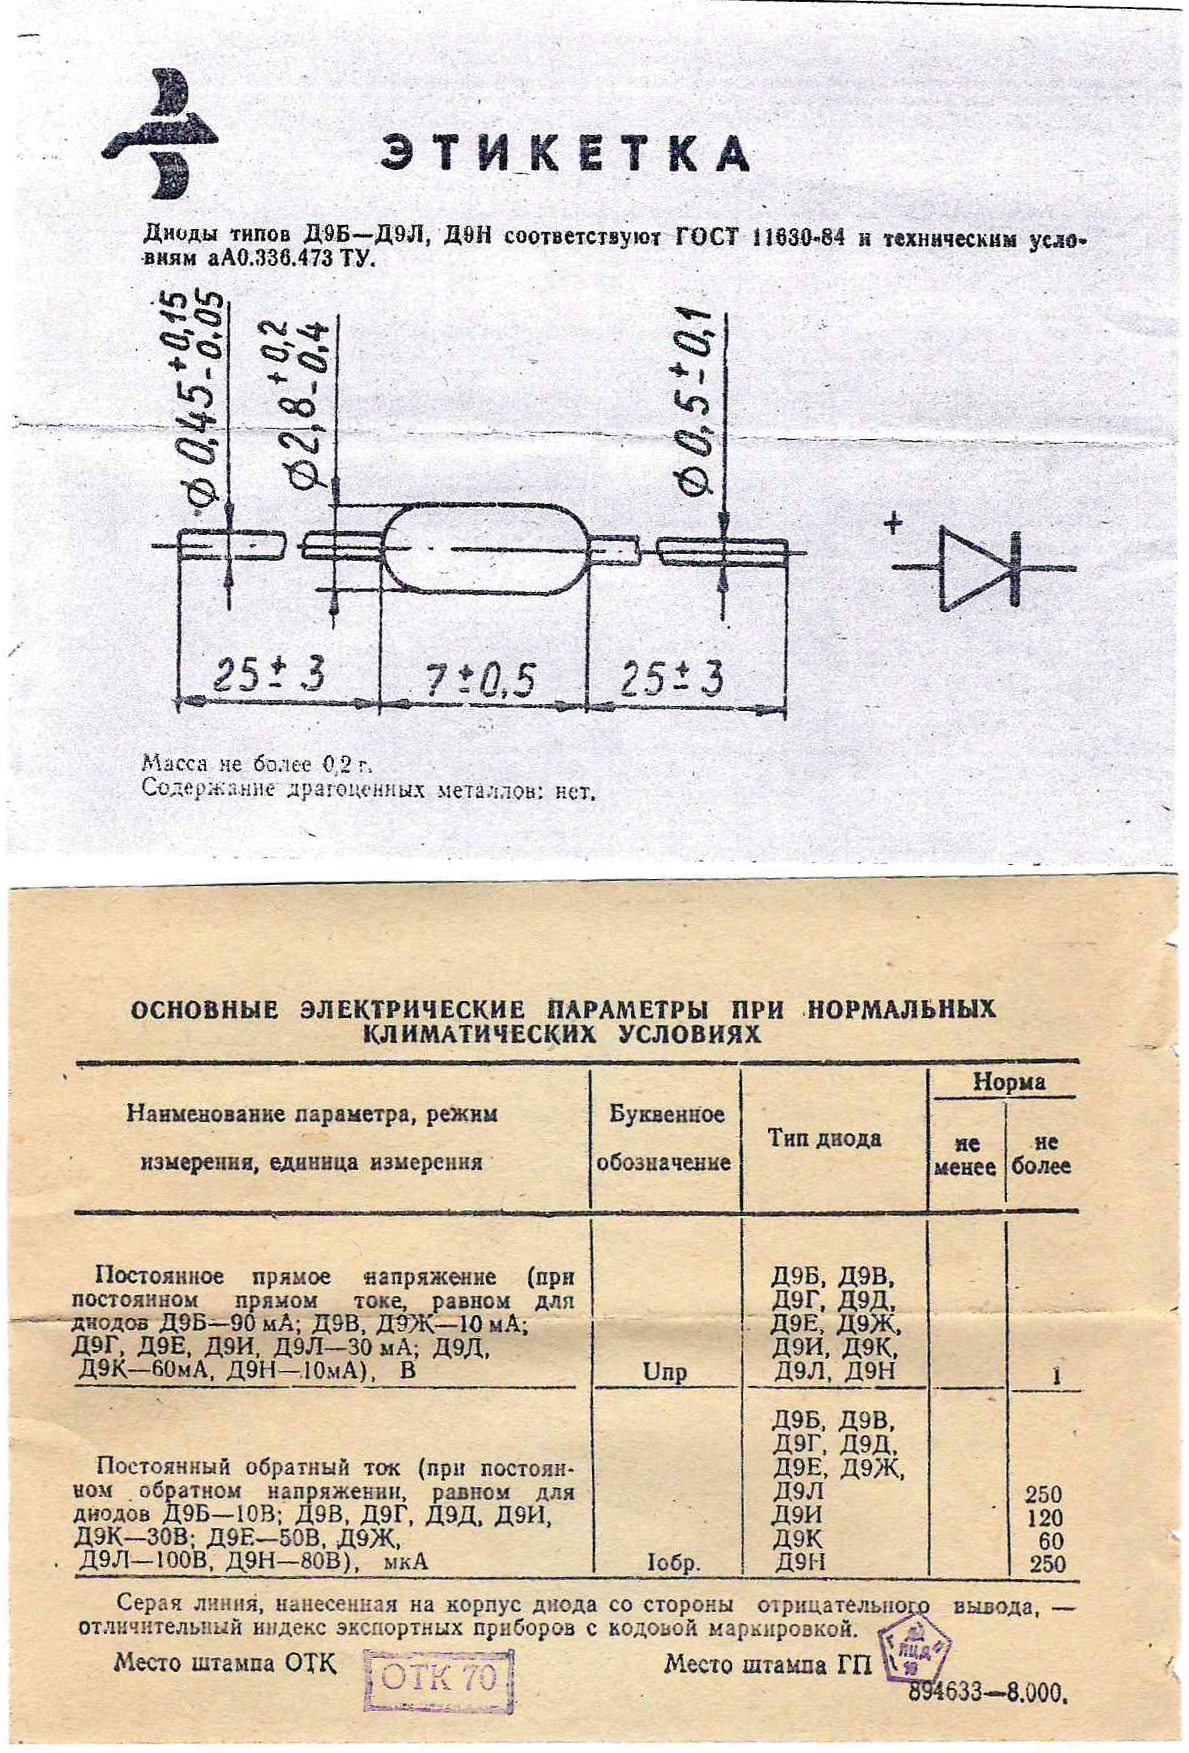 ЭТИКЕТКА
Диоды типов Д9Б—Д9Л, Д9Н соответствуют ГОСТ 11630-84 и техническим усло-
виям аА0.336.473 ТУ.
ϕ0,45 +0,15 -0,05
ϕ2,8 +0,2 -0,4
ϕ0,5±0,1
+
25±3
7±0,5
25±3
Масса не более 0,2 г.
Содержание драгоценных металлов: нет.
ОСНОВНЫЕ ЭЛЕКТРИЧЕСКИЕ ПАРАМЕТРЫ ПРИ НОРМАЛЬНЫХ
КЛИМАТИЧЕСКИХ УСЛОВИЯХ
Наименование параметра, режим
измерения, единица измерения
Буквенное
обозначение
Тип диода
Норма
не
менее
не
более
Постоянное прямое напряжение (при
постоянном прямом токе, равном для
диодов Д9Б—90 мА; Д9В, Д9Ж—10 мА;
Д9Г, Д9Е, Д9И, Д9Л—30 мА; Д9Д,
Д9К—60мА, Д9Н—10мА), В
Uпр
Д9Б, Д9В,
Д9Г, Д9Д,
Д9Е, Д9Ж,
Д9И, Д9К,
Д9Л, Д9Н
1
Постоянный обратный ток (при постоян-
ном обратном напряжении, равном для
диодов Д9Б—10В; Д9В, Д9Г, Д9Д, Д9И,
Д9К—30В; Д9Е—50В, Д9Ж,
Д9Л—100В, Д9Н—80В), мкА
Iобр.
Д9Б, Д9В,
Д9Г, Д9Д,
Д9Е, Д9Ж,
Д9Л 250
Д9И 120
Д9К 60
Д9Н 250
Серая линия, нанесенная на корпус диода со стороны отрицательного вывода, —
отличительный индекс экспортных приборов с кодовой маркировкой.
Место штампа ОТК
ОТК 70
Место штампа ГП
894633—8.000.